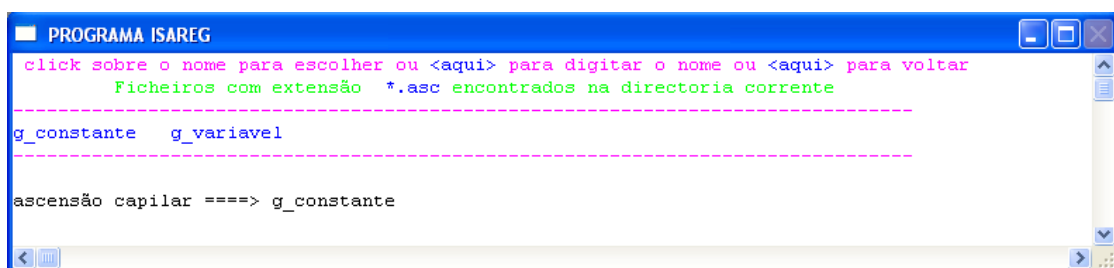 PROGRAMA ISAREG
click sobre o nome para escolher ou <aqui> para digitar o nome ou <aqui> para voltar
Ficheiros com extensão *.asc encontrados na directoria corrente
--------------------------------------------------------------------------------
g_constante g_variavel
--------------------------------------------------------------------------------
ascensão capilar ====> g_constante